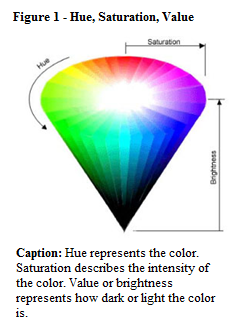 Figure 1 - Hue, Saturation, Value
Saturation
Hue
Brightness
Caption: Hue represents the color.
Saturation describes the intensity of
the color. Value or brightness
represents how dark or light the color
is.